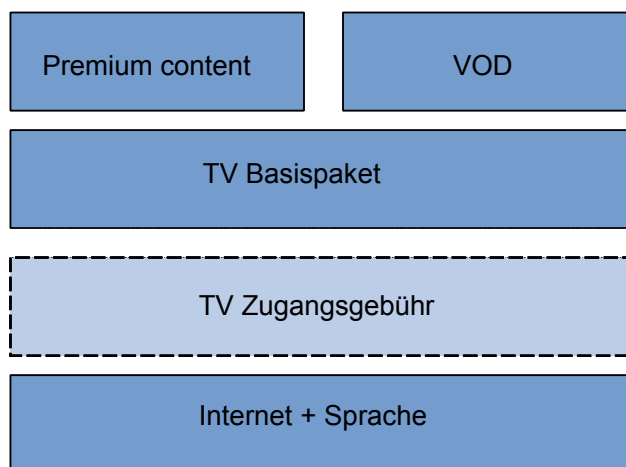 Premium content
VOD
TV Basispaket
TV Zugangsgebühr
Internet + Sprache